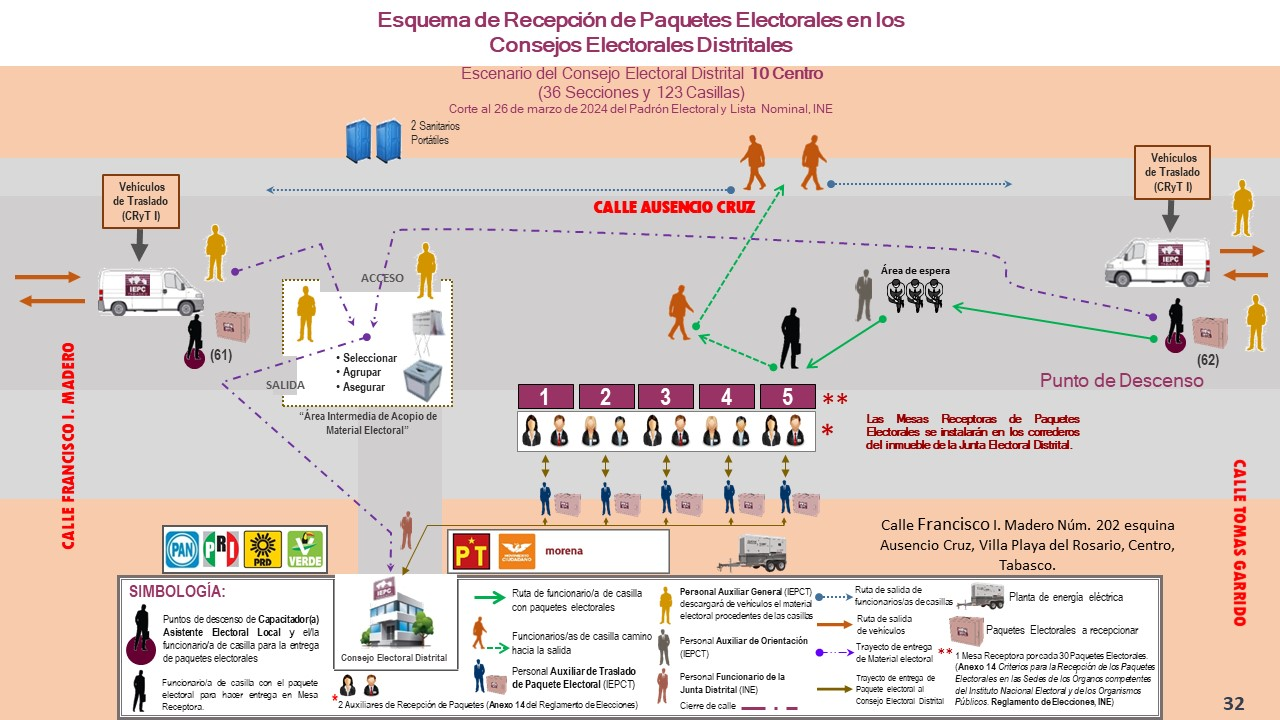 Esquema de Recepción de Paquetes Electorales en los
Consejos Electorales Distritales
Escenario del Consejo Electoral Distrital 10 Centro
(36 Secciones y 123 Casillas)
Corte al 26 de marzo de 2024 del Padrón Electoral y Lista Nominal, INE
2 Sanitarios
Portátiles
Vehículos
de Traslado
(CRyT I)
Vehículos
de Traslado
(CRyT I)
CALLE AUSENCIO CRUZ
ACCESO
Área de espera
IEPC
IEPC
(61)
(62)
• Seleccionar
• Agrupar
• Asegurar
SALIDA
“Área Intermedia de Acopio de
Material Electoral”
CALLE FRANCISCO I. MADERO
Punto de Descenso
1 2 3 4 5 **
*
Las Mesas Receptoras de Paquetes
Electorales se instalarán en los corredores
del inmueble de la Junta Electoral Distrital.
CALLE TOMAS GARRIDO
Calle Francisco I. Madero Núm. 202 esquina
Ausencio Cruz, Villa Playa del Rosario, Centro,
Tabasco.
PAN
PRD
PRD
VERDE
PT
MOVIMIENTO
CIUDADANO
morena
SIMBOLOGÍA:
Puntos de descenso de Capacitador(a)
Asistente Electoral Local y el/la
funcionario/a de casilla para la entrega
de paquetes electorales
Funcionario/a de casilla con el paquete
electoral para hacer entrega en Mesa
Receptora.
IEPC
Consejo Electoral Distrital
* 2 Auxiliares de Recepción de Paquetes (Anexo 14 del Reglamento de Elecciones)
Ruta de funcionario/a de casilla
con paquetes electorales
Funcionarios/as de casilla camino
hacia la salida
Personal Auxiliar de Traslado
de Paquete Electoral (IEPCT)
Personal Auxiliar General (IEPCT)
descargará de vehículos el material
electoral procedentes de las casillas
Personal Auxiliar de Orientación
(IEPCT)
Personal Funcionario de la
Junta Distrital (INE)
Cierre de calle
Ruta de salida de
funcionarios/as de casillas
Ruta de salida
de vehículos
Trayecto de entrega
de Material electoral
Trayecto de entrega de
Paquete electoral al
Consejo Electoral Distrital
Planta de energía eléctrica
Paquetes Electorales a recepcionar
** 1 Mesa Receptora por cada 30 Paquetes Electorales.
(Anexo 14 Criterios para la Recepción de los Paquetes
Electorales en las Sedes de los Órganos competentes
del Instituto Nacional Electoral y de los Organismos
Públicos. Reglamento de Elecciones, INE)
32